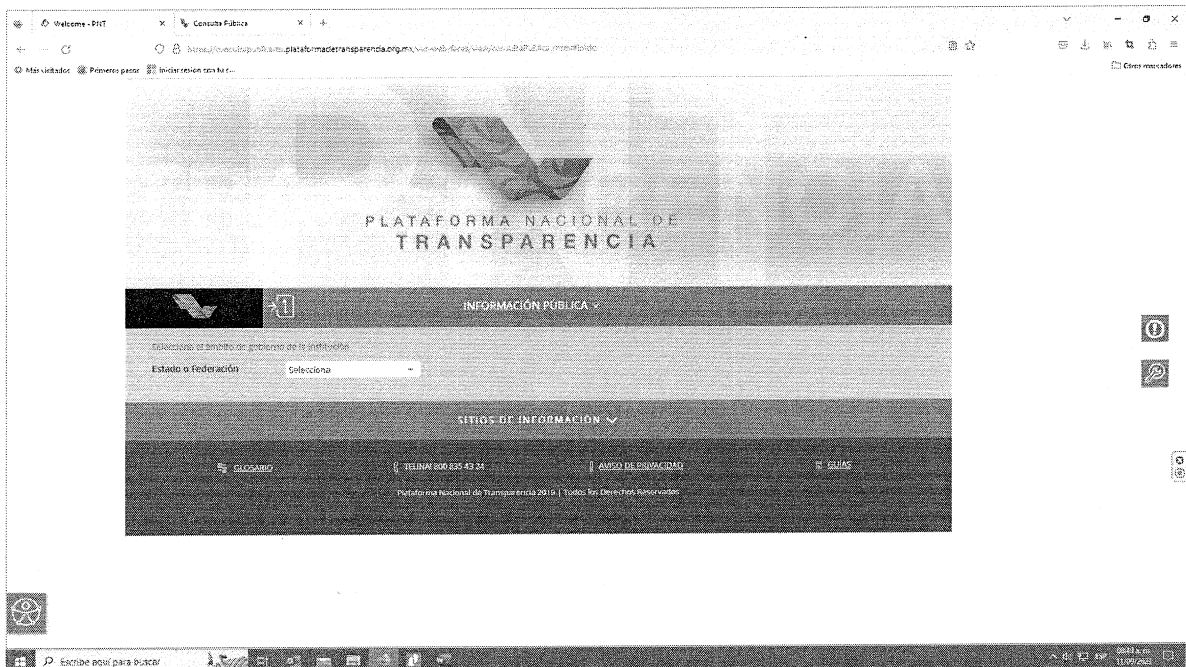 Welcome - PNT
Consulta Pública
plataformadetransparencia.org.mx
Más visitados
Primeros pasos
Iniciar sesión con tu c...
Otros marcadores
PLATAFORMA NACIONAL DE
TRANSPARENCIA
INFORMACIÓN PÚBLICA
Selecciona el ámbito de gobierno de la institución
Estado o Federación
Selecciona
SITIOS DE INFORMACIÓN
GLOSARIO
TELINAI 800 835 43 24
AVISO DE PRIVACIDAD
GUÍAS
Plataforma Nacional de Transparencia 2019 | Todos los Derechos Reservados
Escribe aquí para buscar
ESP